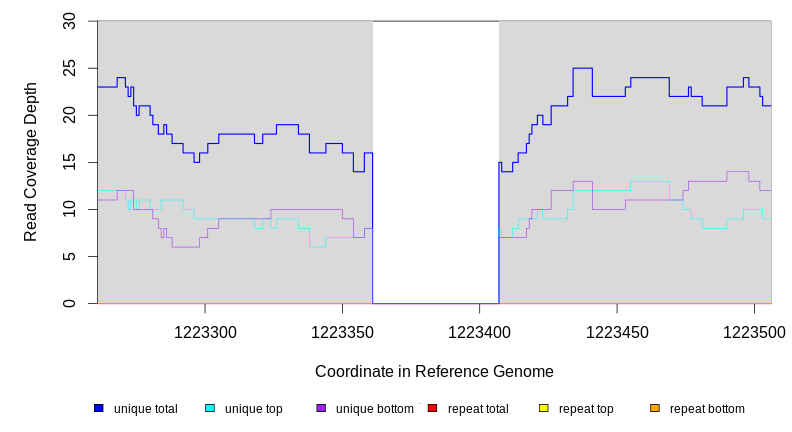 30
25
20
15
10
5
0
Read Coverage Depth
1223300 1223350 1223400 1223450 1223500
Coordinate in Reference Genome
unique total unique top unique bottom repeat total repeat top repeat bottom